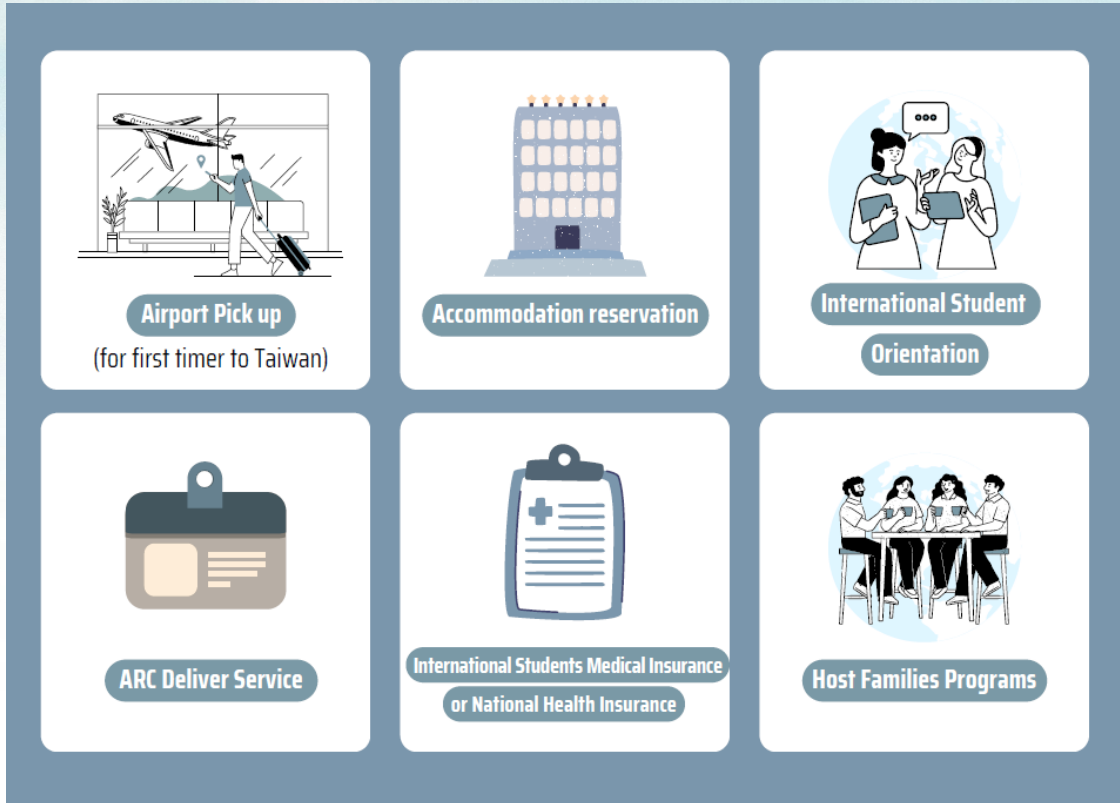 Airport Pick up
(for first timer to Taiwan)
Accommodation reservation
International Student
Orientation
ARC Deliver Service
International Students Medical Insurance
or National Health Insurance
Host Families Programs